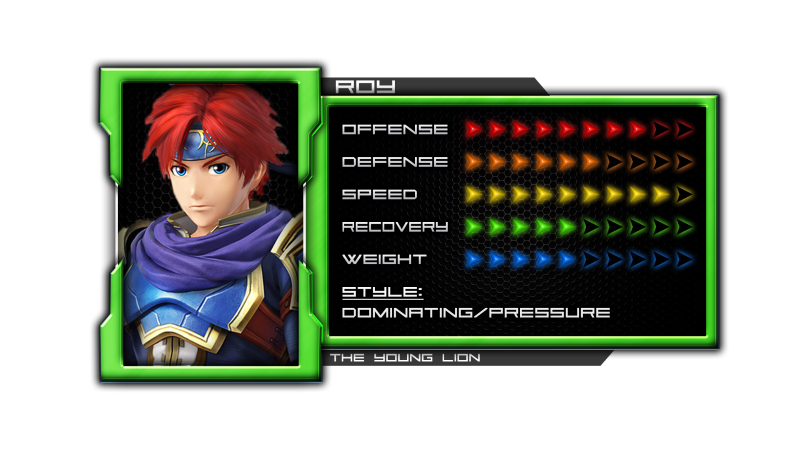 ROY
OFFENSE
DEFENSE
SPEED
RECOVERY
WEIGHT
STYLE:
DOMINATING/PRESSURE
THE YOUNG LION